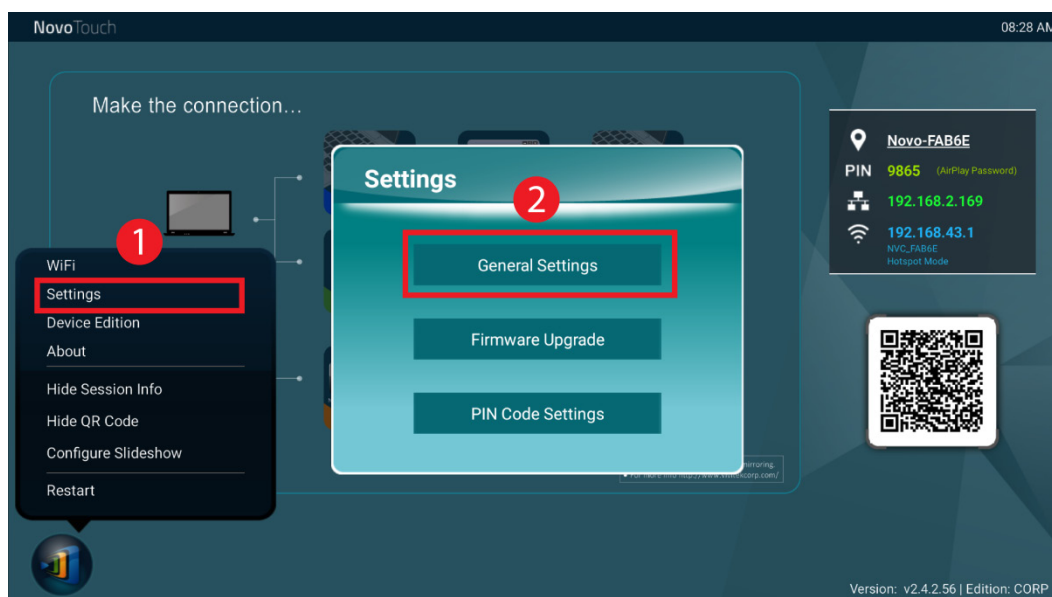 NovoTouch
08:28 AM
Make the connection...
Novo-FAB6E
PIN 9865 (AirPlay Password)
192.168.2.169
192.168.43.1
NVC_FAB6E
Hotspot Mode
1
WiFi
Settings
Device Edition
About
Hide Session Info
Hide QR Code
Configure Slideshow
Restart
Settings
2
General Settings
Firmware Upgrade
PIN Code Settings
mirroring.
Version: v2.4.2.56 | Edition: CORP